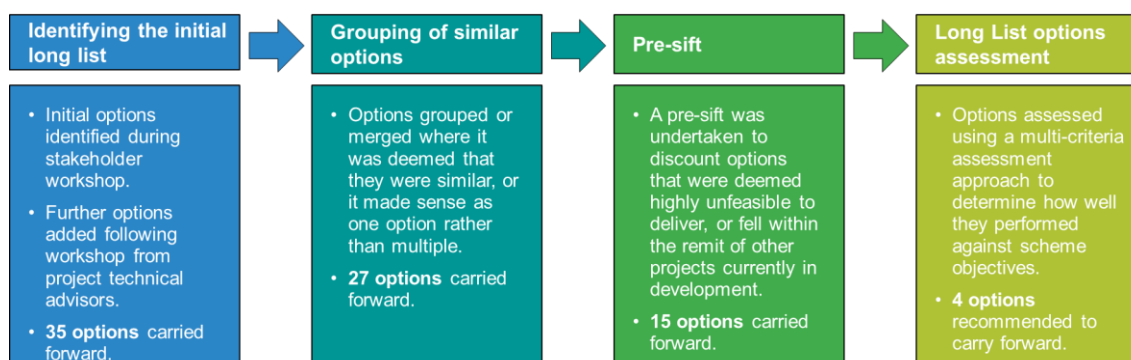 Identifying the initial
long list
• Initial options
identified during
stakeholder
workshop.
• Further options
added following
workshop from
project technical
advisors.
• 35 options carried
forward.
Grouping of similar
options
• Options grouped or
merged where it
was deemed that
they were similar, or
it made sense as
one option rather
than multiple.
• 27 options carried
forward.
Pre-sift
• A pre-sift was
undertaken to
discount options
that were deemed
highly unfeasible to
deliver, or fell within
the remit of other
projects currently in
development.
• 15 options carried
forward.
Long List options
assessment
• Options assessed
using a multi-criteria
assessment
approach to
determine how well
they performed
against scheme
objectives.
• 4 options
recommended to
carry forward.